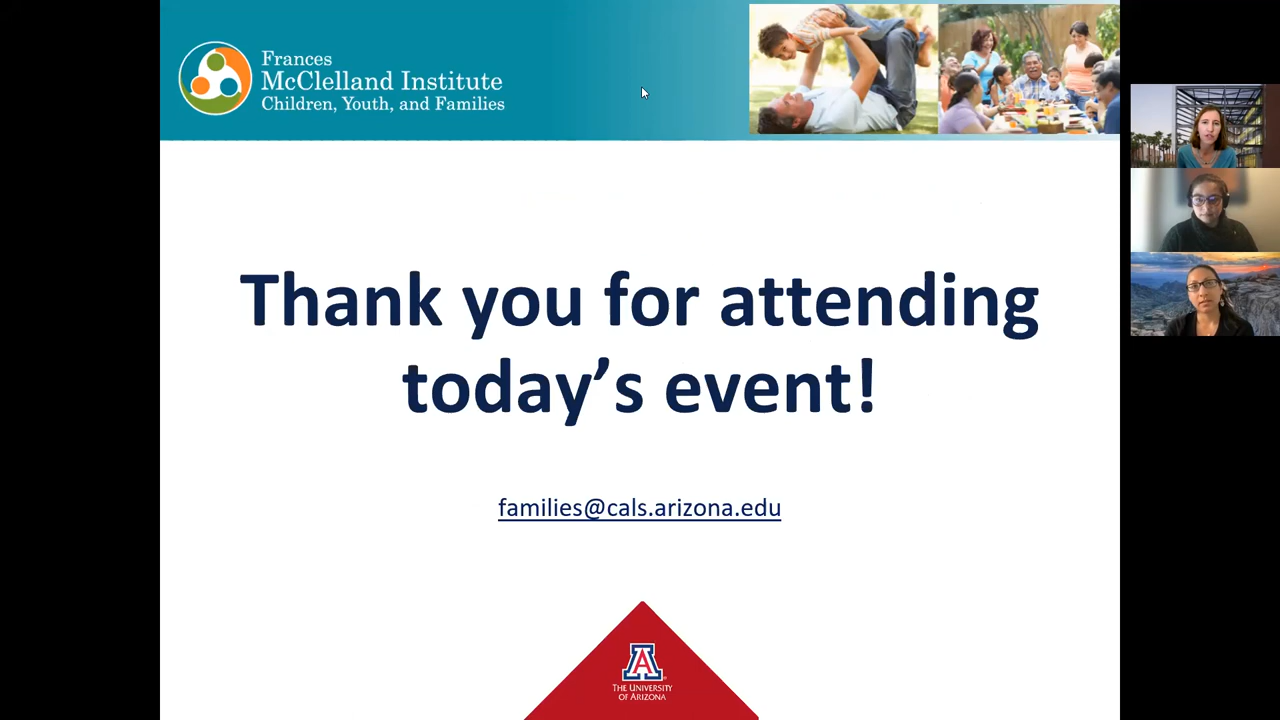 Frances
McClelland Institute
Children, Youth, and Families
Thank you for attending
today’s event!
families@cals.arizona.edu
A
THE UNIVERSITY
OF ARIZONA